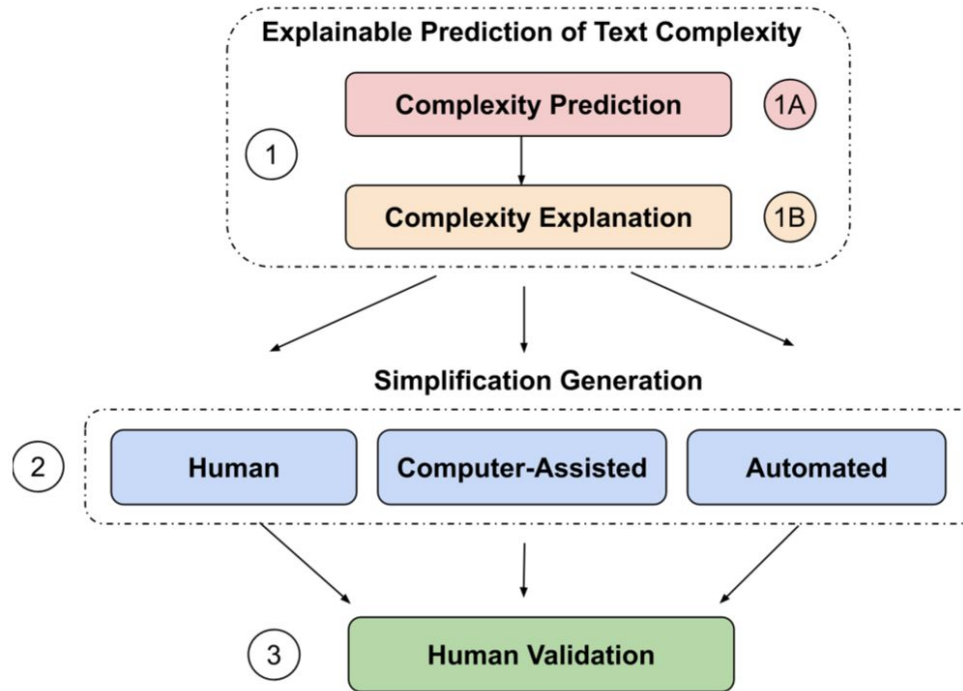 Explainable Prediction of Text Complexity
Complexity Prediction
1A
1
Complexity Explanation
1B
Simplification Generation
2
Human
Computer-Assisted
Automated
3
Human Validation